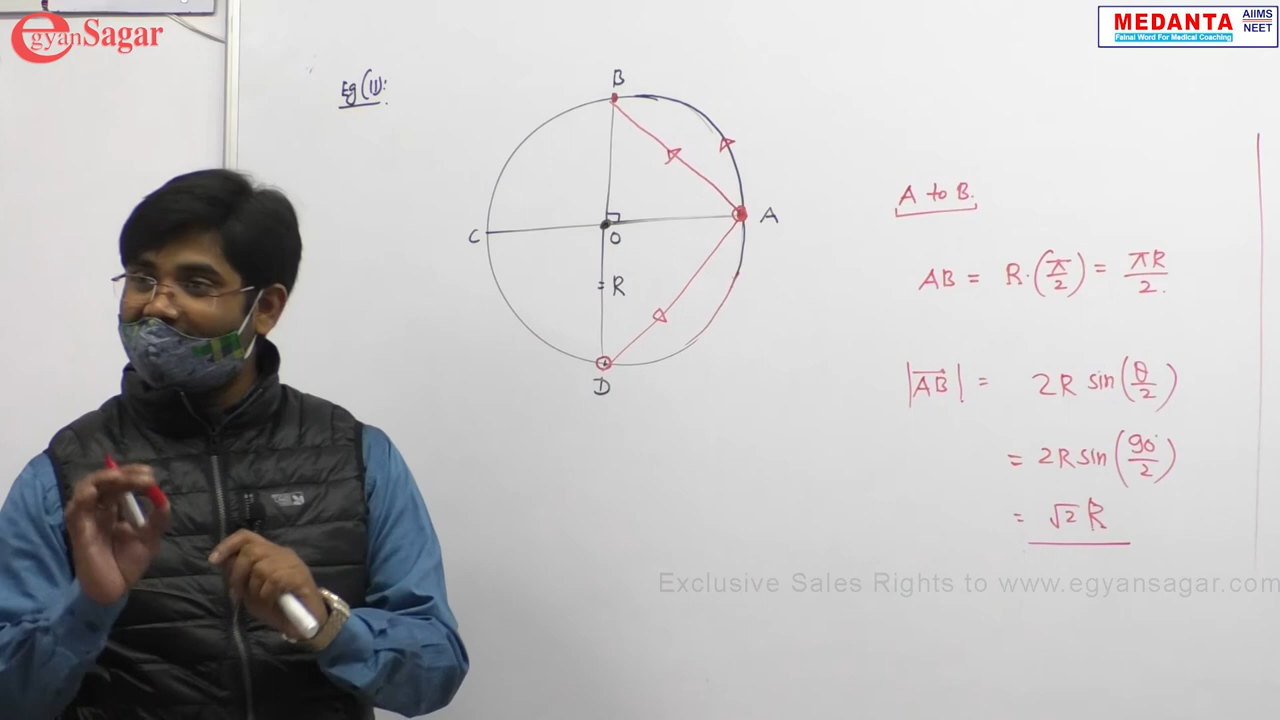 egyanSagar
MEDANTA
AIIMS
NEET
Fainal Word For Medical Coaching
Eg (11):
B
A
C
O
R
D
A to B.
AB = R·(π/2) = πR/2.
|AB⃗| = 2R sin(θ/2)
= 2R sin(90°/2)
= √2 R
Exclusive Sales Rights to www.egyansagar.com